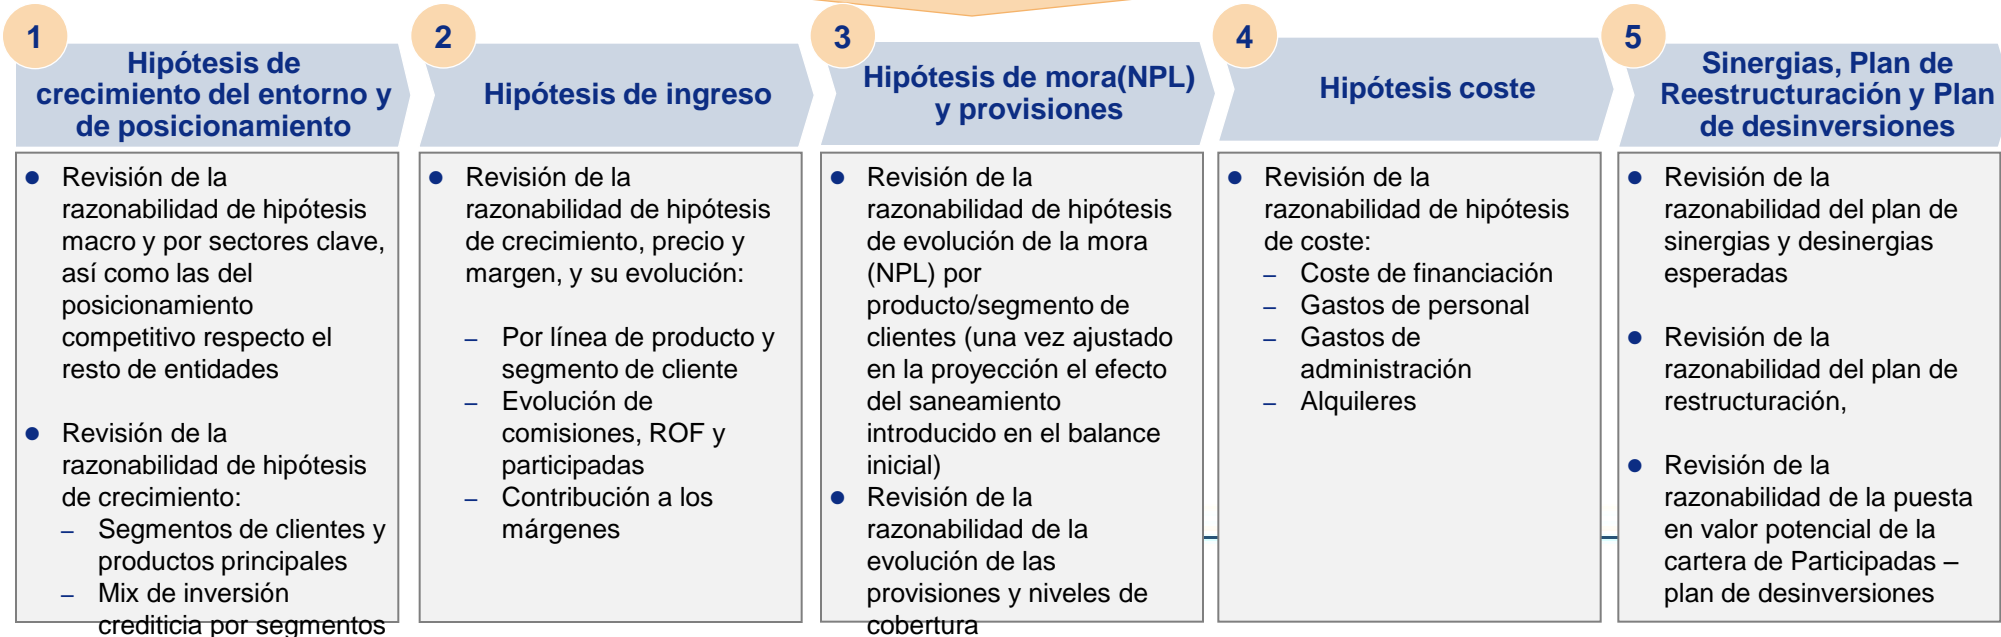 1
Hipótesis de
crecimiento del entorno y
de posicionamiento
Revisión de la
razonabilidad de hipótesis
macro y por sectores clave,
así como las del
posicionamiento
competitivo respecto el
resto de entidades
Revisión de la
razonabilidad de hipótesis
de crecimiento:
– Segmentos de clientes y
productos principales
– Mix de inversión
crediticia por segmentos
2
Hipótesis de ingreso
Revisión de la
razonabilidad de hipótesis
de crecimiento, precio y
margen, y su evolución:
– Por línea de producto y
segmento de cliente
– Evolución de
comisiones, ROF y
participadas
– Contribución a los
márgenes
3
Hipótesis de mora(NPL)
y provisiones
Revisión de la
razonabilidad de hipótesis
de evolución de la mora
(NPL) por
producto/segmento de
clientes (una vez ajustado
en la proyección el efecto
del saneamiento
introducido en el balance
inicial)
Revisión de la
razonabilidad de la
evolución de las
provisiones y niveles de
cobertura
4
Hipótesis coste
Revisión de la
razonabilidad de hipótesis
de coste:
– Coste de financiación
– Gastos de personal
– Gastos de
administración
– Alquileres
5
Sinergias, Plan de
Reestructuración y Plan
de desinversiones
Revisión de la
razonabilidad del plan de
sinergias y desinergias
esperadas
Revisión de la
razonabilidad del plan de
restructuración,
Revisión de la
razonabilidad de la puesta
en valor potencial de la
cartera de Participadas –
plan de desinversiones